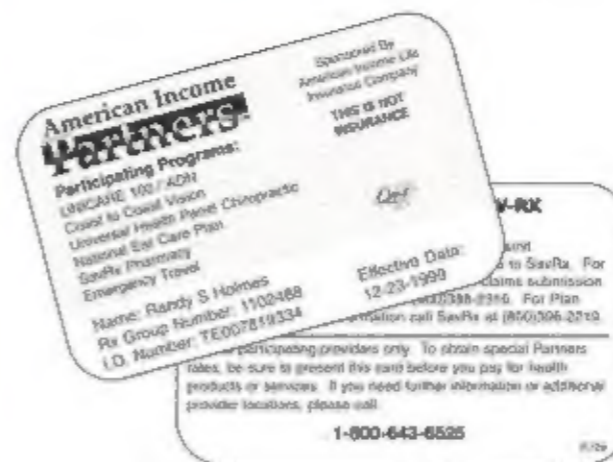 American Income
Partners
Participating Programs:
UNICARE 100 / ADN
Coast to Coast Vision
Universal Health Panel Chiropractic
National Ear Care Plan
SavRx Pharmacy
Emergency Travel
Name: Randy S Holmes
Rx Group Number: 1102468
I.D. Number: TE007819334
Sponsored By
American Income Life
Insurance Company
THIS IS NOT
INSURANCE
Effective Date:
12-23-1999
V-RX
to SavRx. For
claims submission
For Plan
call SavRx at
participating providers only. To obtain special Partners
rates, be sure to present this card before you pay for health
products or services. If you need further information or additional
provider locations, please call
1-800-643-6525